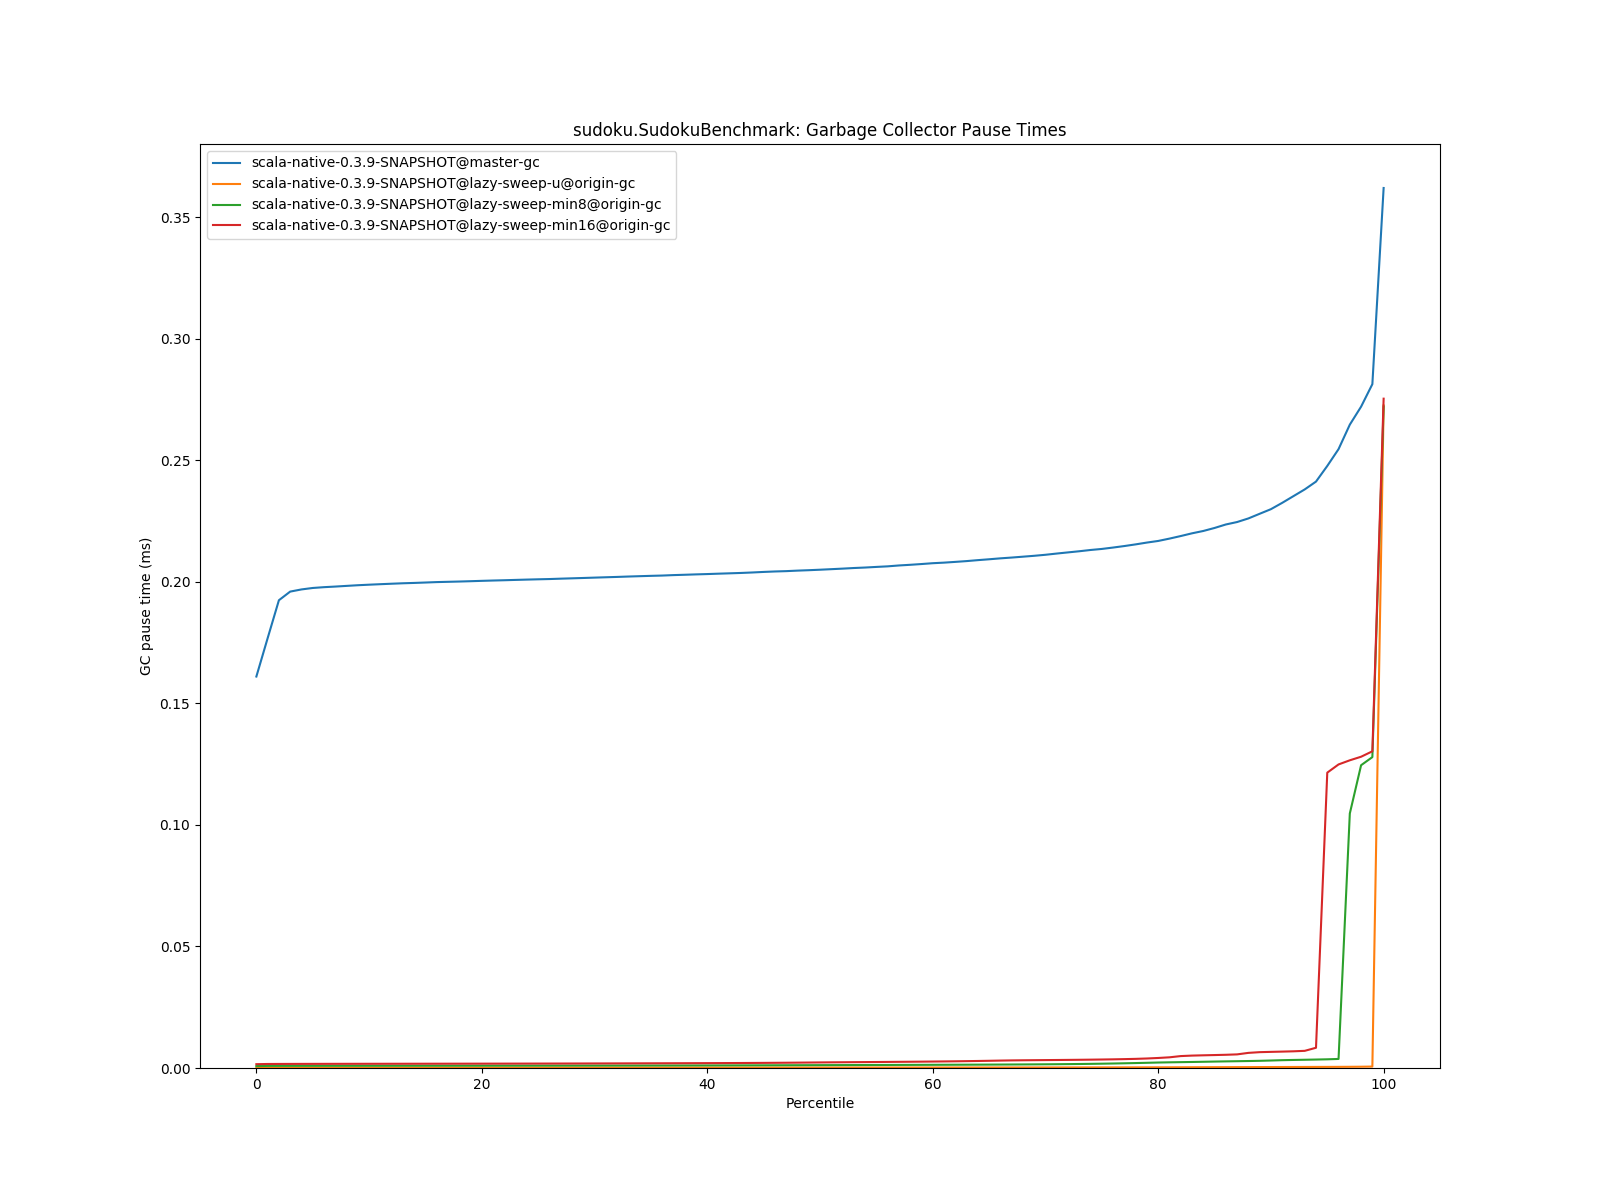 sudoku.SudokuBenchmark: Garbage Collector Pause Times
scala-native-0.3.9-SNAPSHOT@master-gc
scala-native-0.3.9-SNAPSHOT@lazy-sweep-u@origin-gc
scala-native-0.3.9-SNAPSHOT@lazy-sweep-min8@origin-gc
scala-native-0.3.9-SNAPSHOT@lazy-sweep-min16@origin-gc
0.35
0.30
0.25
0.20
0.15
0.10
0.05
0.00
GC pause time (ms)
0 20 40 60 80 100
Percentile